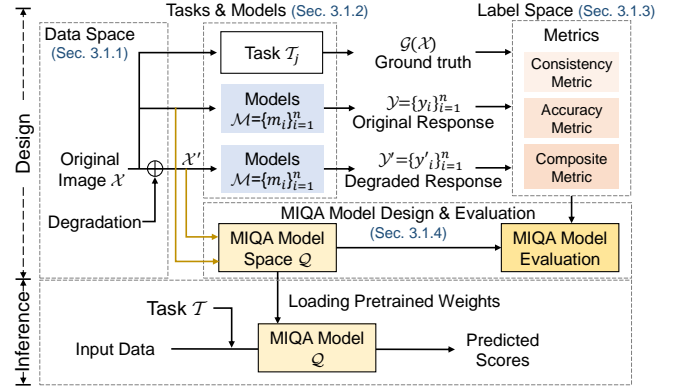 Tasks & Models (Sec. 3.1.2)
Label Space (Sec. 3.1.3)
Data Space
(Sec. 3.1.1)
Task 𝒯ⱼ
𝒢(𝒳)
Ground truth
Metrics
Consistency
Metric
Models
ℳ={mᵢ}ⁿᵢ₌₁
𝒴={yᵢ}ⁿᵢ₌₁
Original Response
Accuracy
Metric
Original
Image 𝒳
𝒳′
Models
ℳ={mᵢ}ⁿᵢ₌₁
𝒴′={y′ᵢ}ⁿᵢ₌₁
Degraded Response
Composite
Metric
Degradation
Design
MIQA Model Design & Evaluation
(Sec. 3.1.4)
MIQA Model
Space 𝒬
MIQA Model
Evaluation
Inference
Loading Pretrained Weights
Task 𝒯
Input Data
MIQA Model
𝒬
Predicted
Scores